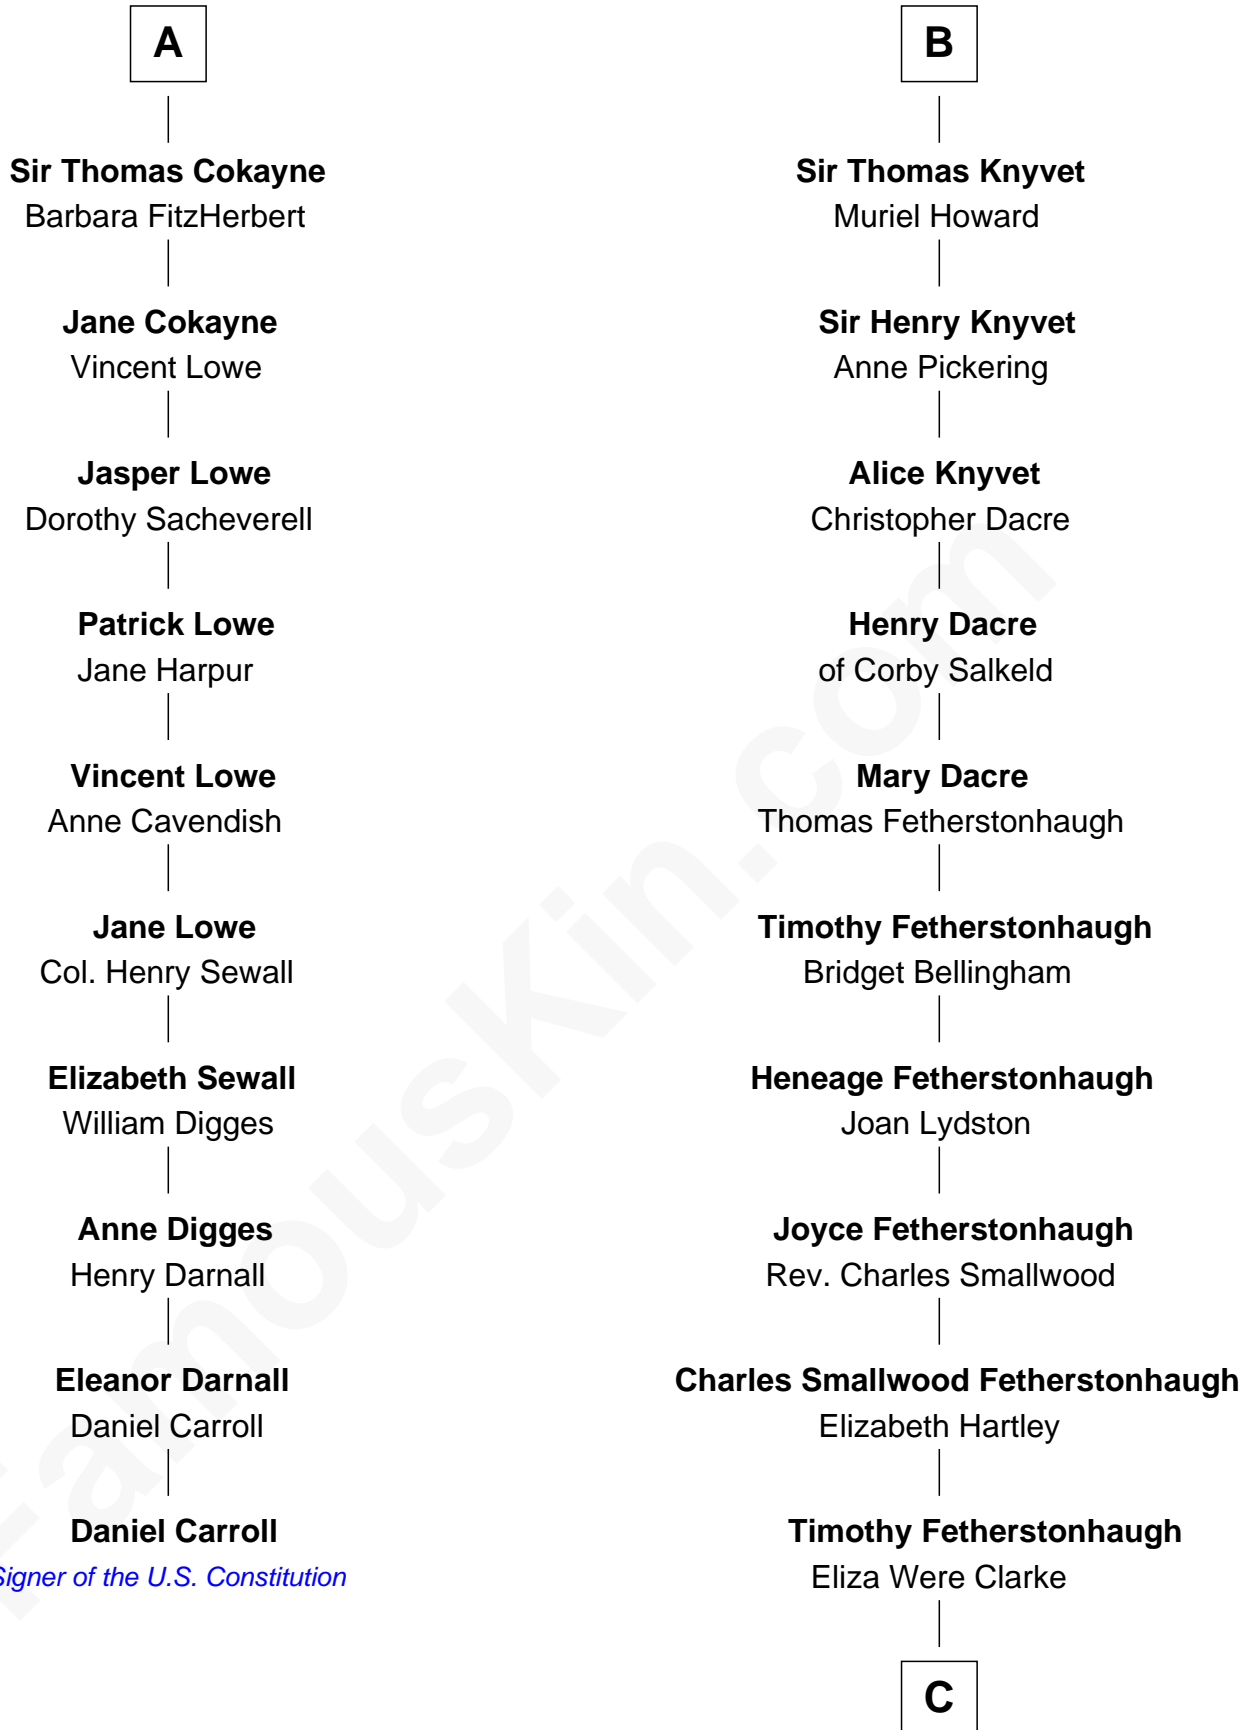 A
Sir Thomas Cokayne
Barbara FitzHerbert
Jane Cokayne
Vincent Lowe
Jasper Lowe
Dorothy Sacheverell
Patrick Lowe
Jane Harpur
Vincent Lowe
Anne Cavendish
Jane Lowe
Col. Henry Sewall
Elizabeth Sewall
William Digges
Anne Digges
Henry Darnall
Eleanor Darnall
Daniel Carroll
Daniel Carroll
Signer of the U.S. Constitution
B
Sir Thomas Knyvet
Muriel Howard
Sir Henry Knyvet
Anne Pickering
Alice Knyvet
Christopher Dacre
Henry Dacre
of Corby Salkeld
Mary Dacre
Thomas Fetherstonhaugh
Timothy Fetherstonhaugh
Bridget Bellingham
Heneage Fetherstonhaugh
Joan Lydston
Joyce Fetherstonhaugh
Rev. Charles Smallwood
Charles Smallwood Fetherstonhaugh
Elizabeth Hartley
Timothy Fetherstonhaugh
Eliza Were Clarke
C
FamousKin.com